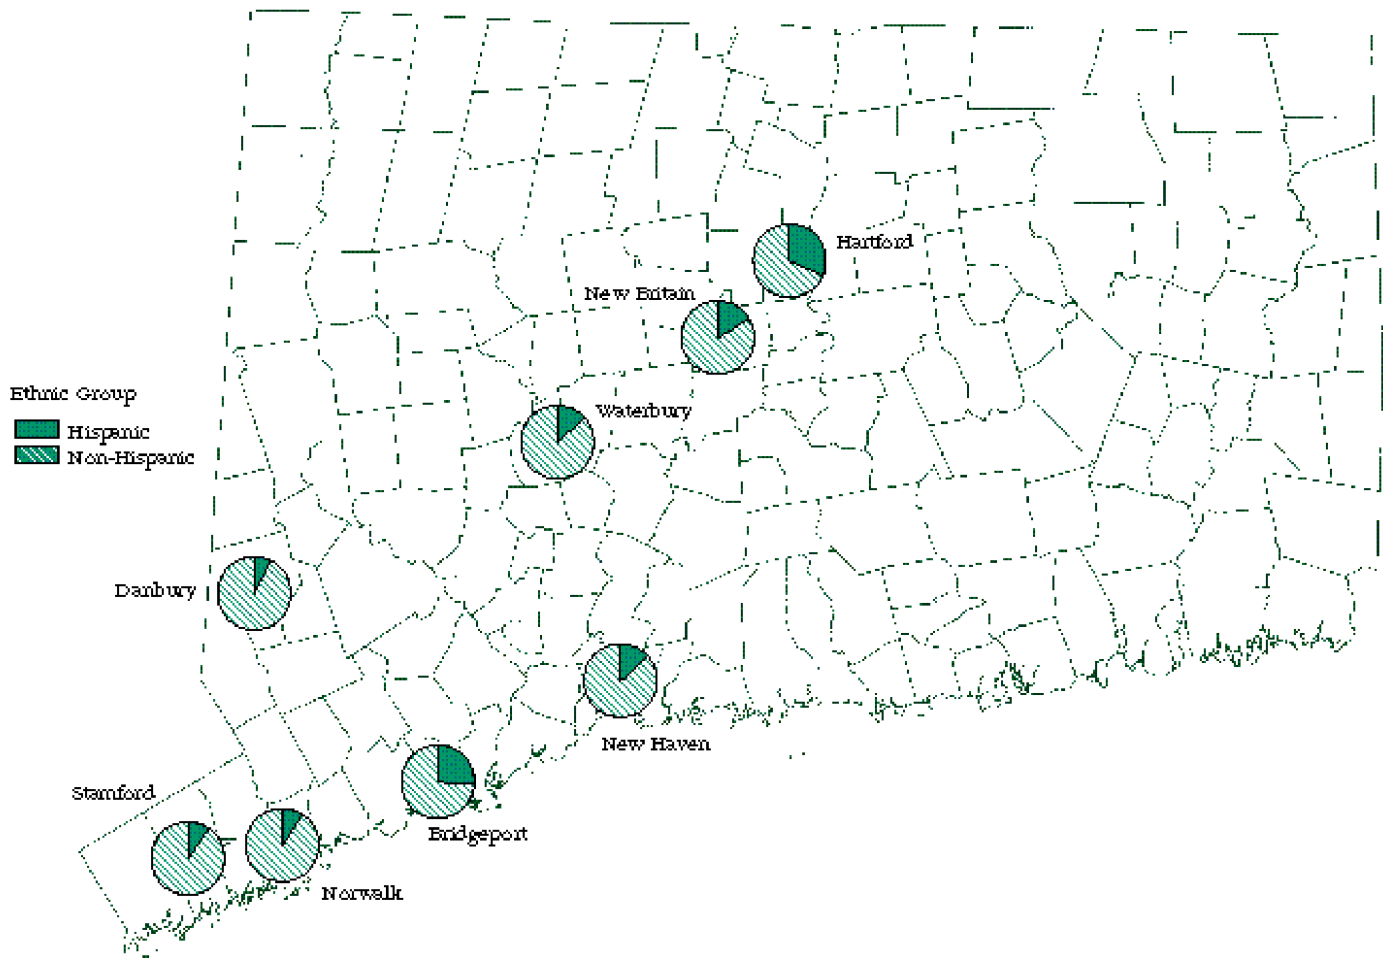 Hartford
New Britain
Ethnic Group
Hispanic
Non-Hispanic
Waterbury
Danbury
New Haven
Stamford
Bridgeport
Norwalk